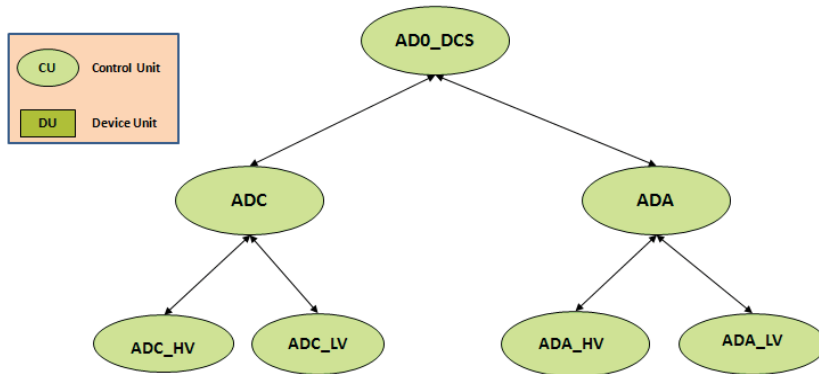 AD0_DCS
CU Control Unit
DU Device Unit
ADC
ADA
ADC_HV
ADC_LV
ADA_HV
ADA_LV